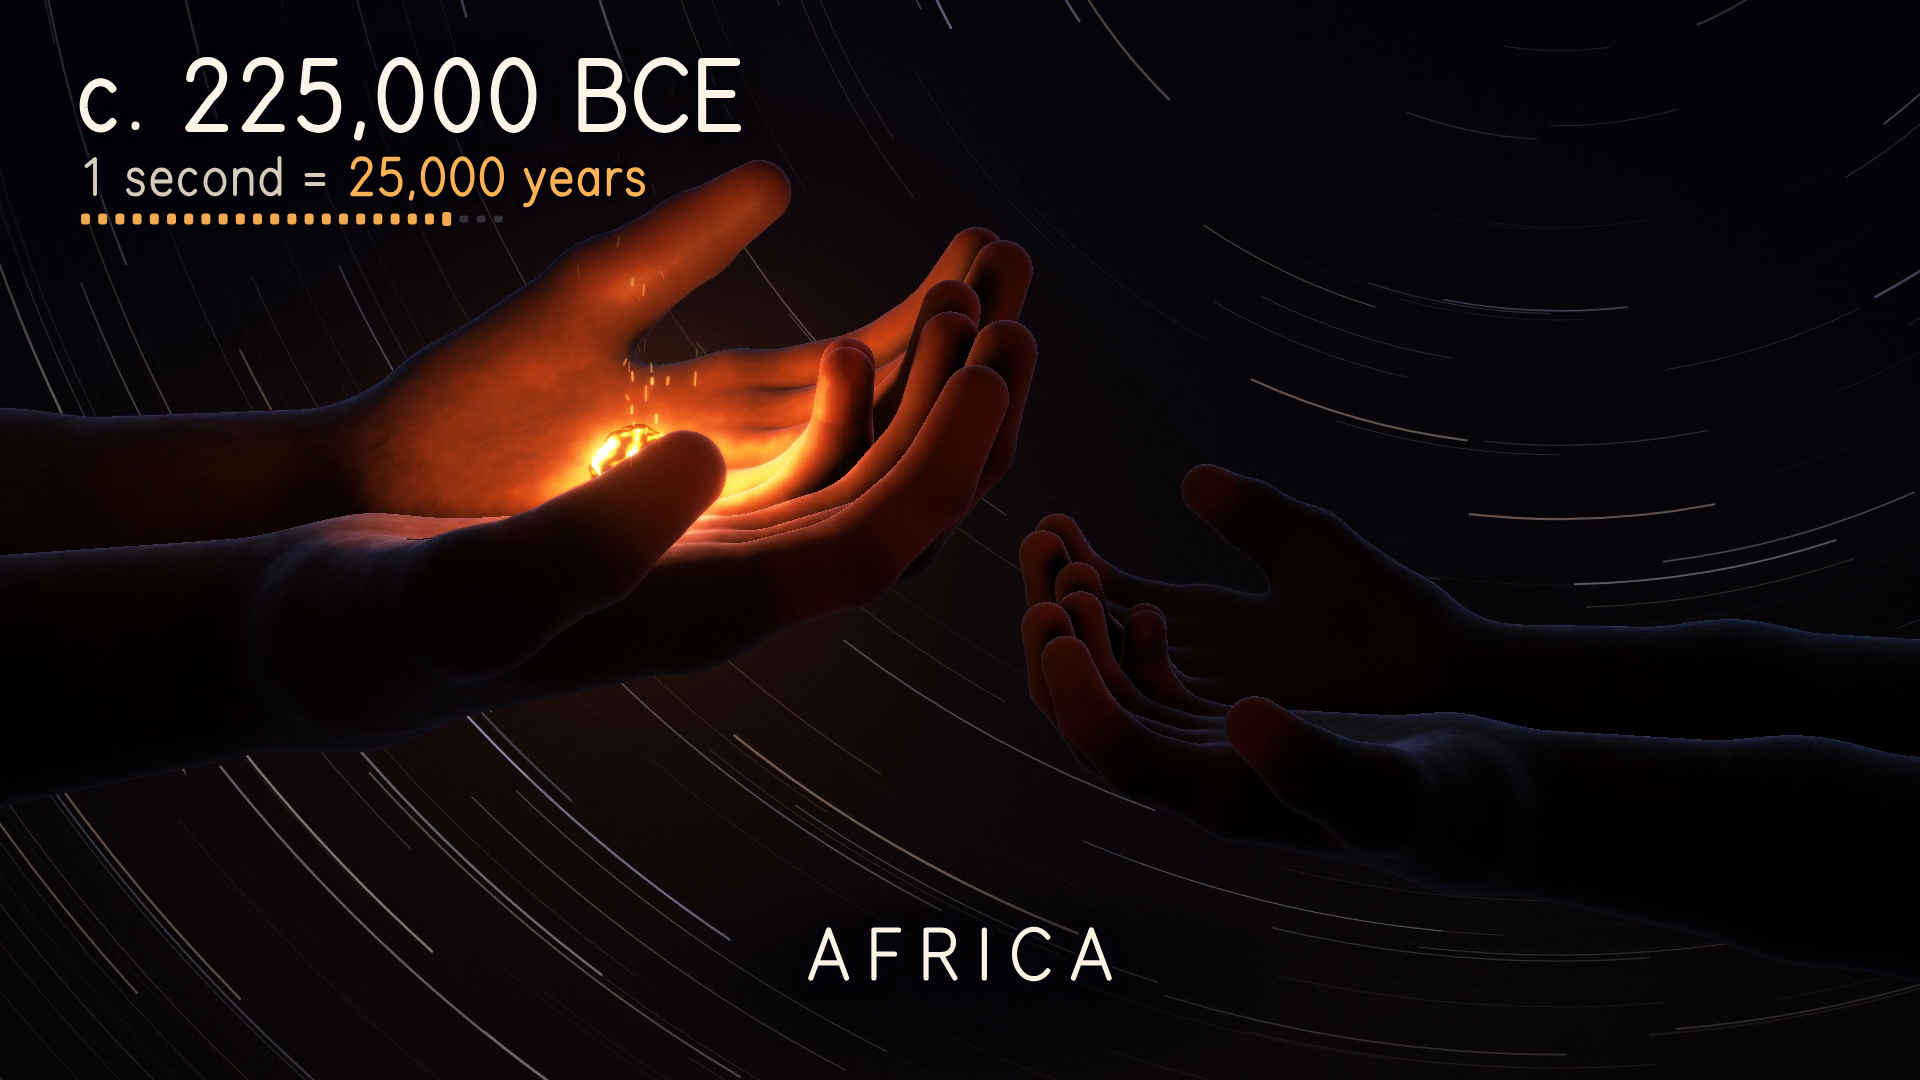 c. 225,000 BCE
1 second = 25,000 years
AFRICA